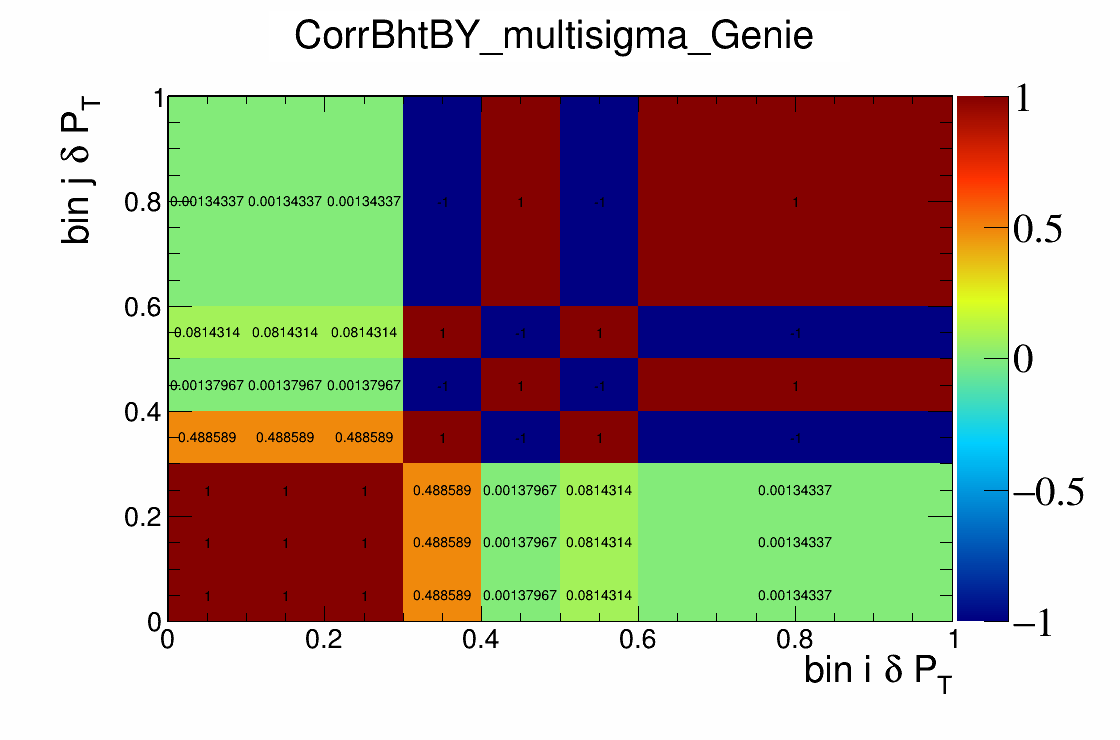 CorrBhtBY_multisigma_Genie
bin j δ P_T
1
0.8
0.6
0.4
0.2
0
0.00134337 0.00134337 0.00134337 -1 1 -1 1
0.0814314 0.0814314 0.0814314 1 -1 1 -1
0.00137967 0.00137967 0.00137967 -1 1 -1 1
0.488589 0.488589 0.488589 1 -1 1 -1
1 1 1 0.488589 0.00137967 0.0814314 0.00134337
1 1 1 0.488589 0.00137967 0.0814314 0.00134337
1 1 1 0.488589 0.00137967 0.0814314 0.00134337
0 0.2 0.4 0.6 0.8 1
bin i δ P_T
1
0.5
0
−0.5
−1